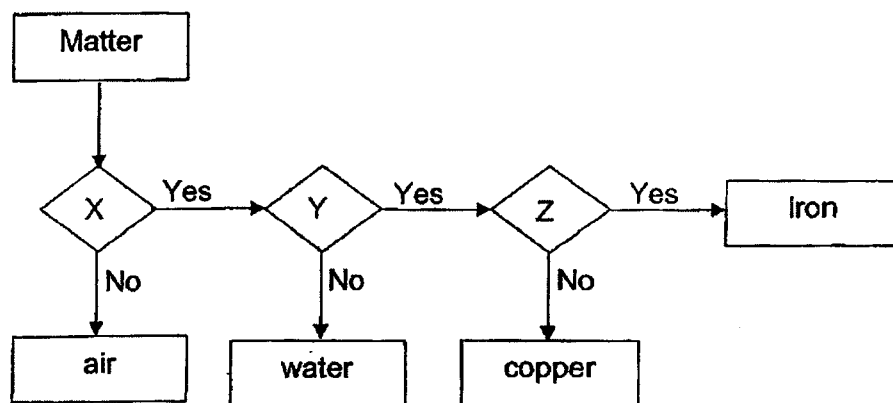 Matter
X
Yes
Y
Yes
Z
Yes
Iron
No
No
No
air
water
copper